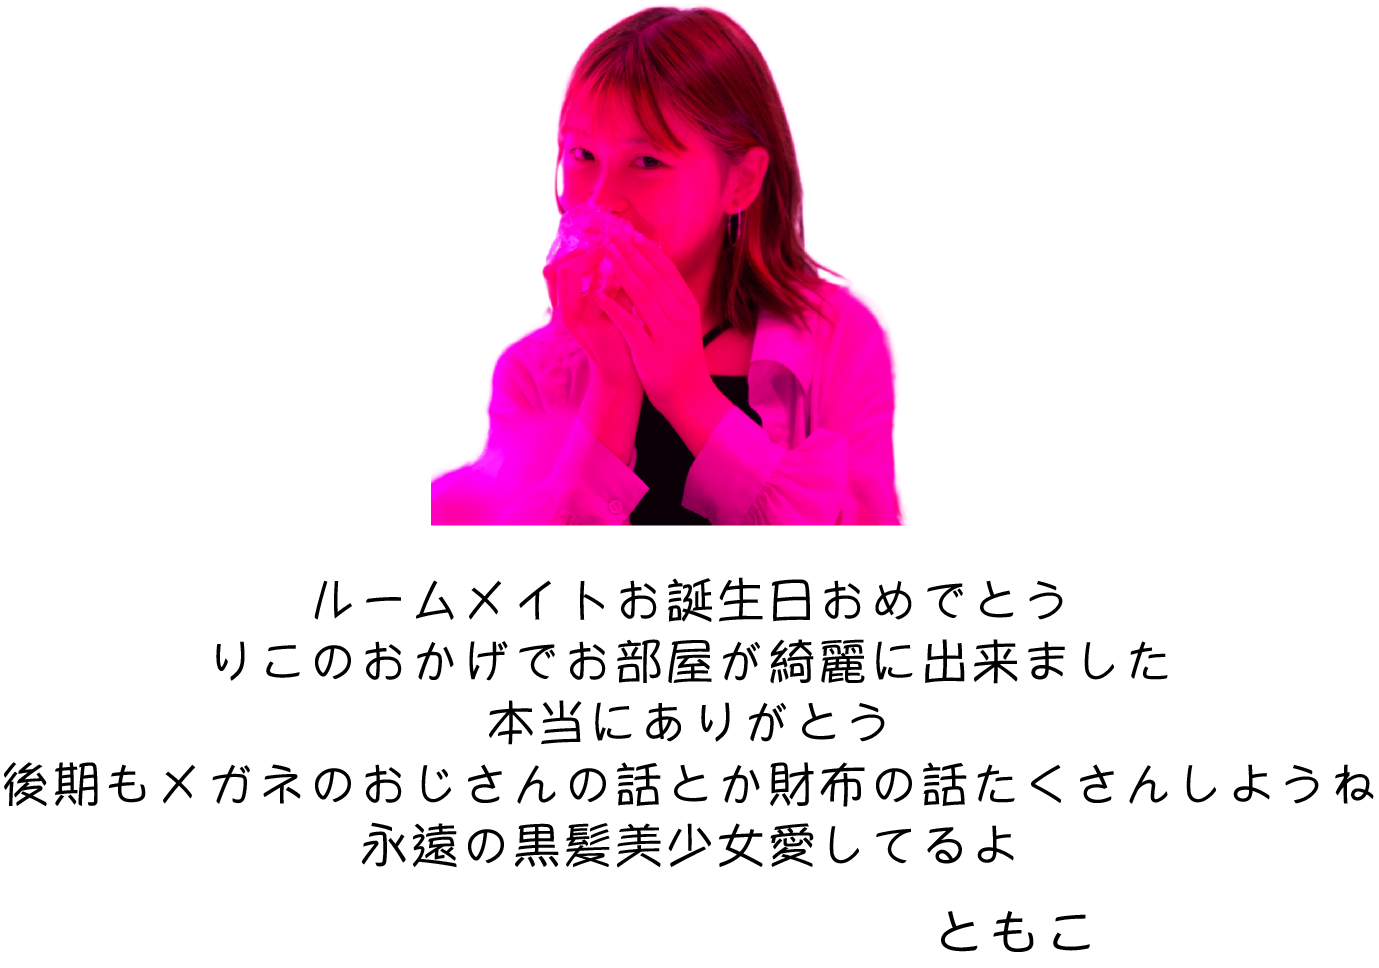 ルームメイトお誕生日おめでとう
りこのおかげでお部屋が綺麗に出来ました
本当にありがとう
後期もメガネのおじさんの話とか財布の話たくさんしようね
永遠の黒髪美少女愛してるよ
ともこ